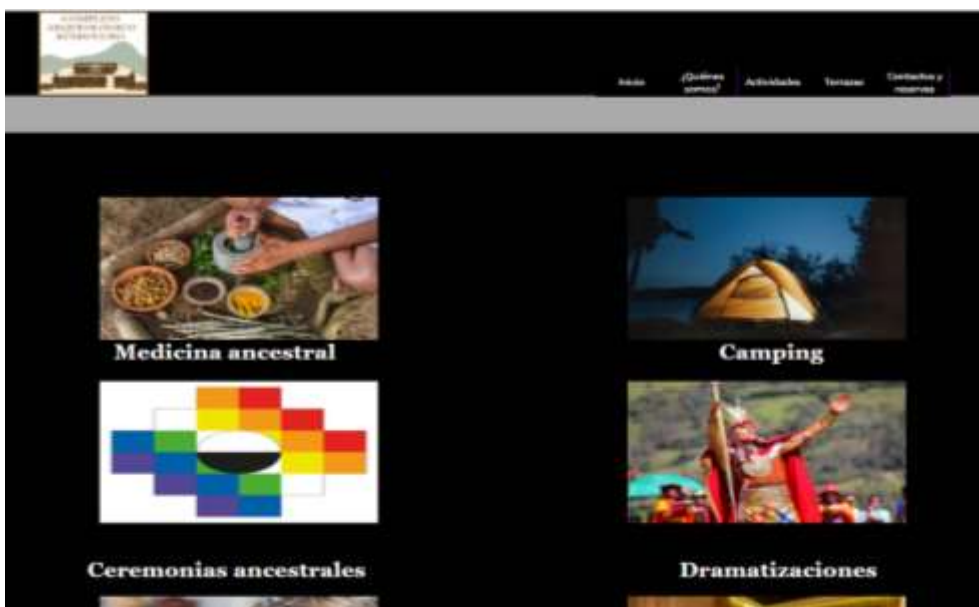 Inicio
¿Quiénes
somos?
Actividades
Terrazas
Contactos y
reservas
Medicina ancestral
Camping
Ceremonias ancestrales
Dramatizaciones